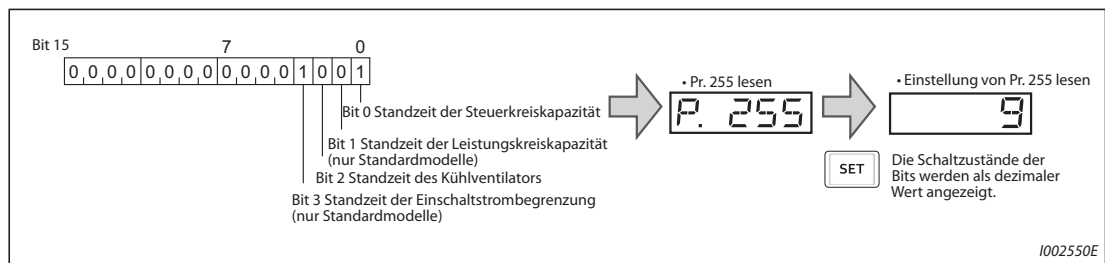 Bit 15 7 0
0 0 0 0 0 0 0 0 0 0 0 0 1 0 0 1
Bit 0 Standzeit der Steuerkreiskapazität
Bit 1 Standzeit der Leistungskreiskapazität
(nur Standardmodelle)
Bit 2 Standzeit des Kühlventilators
Bit 3 Standzeit der Einschaltstrombegrenzung
(nur Standardmodelle)
• Pr. 255 lesen
P. 255
• Einstellung von Pr. 255 lesen
9
SET
Die Schaltzustände der
Bits werden als dezimaler
Wert angezeigt.
I002550E